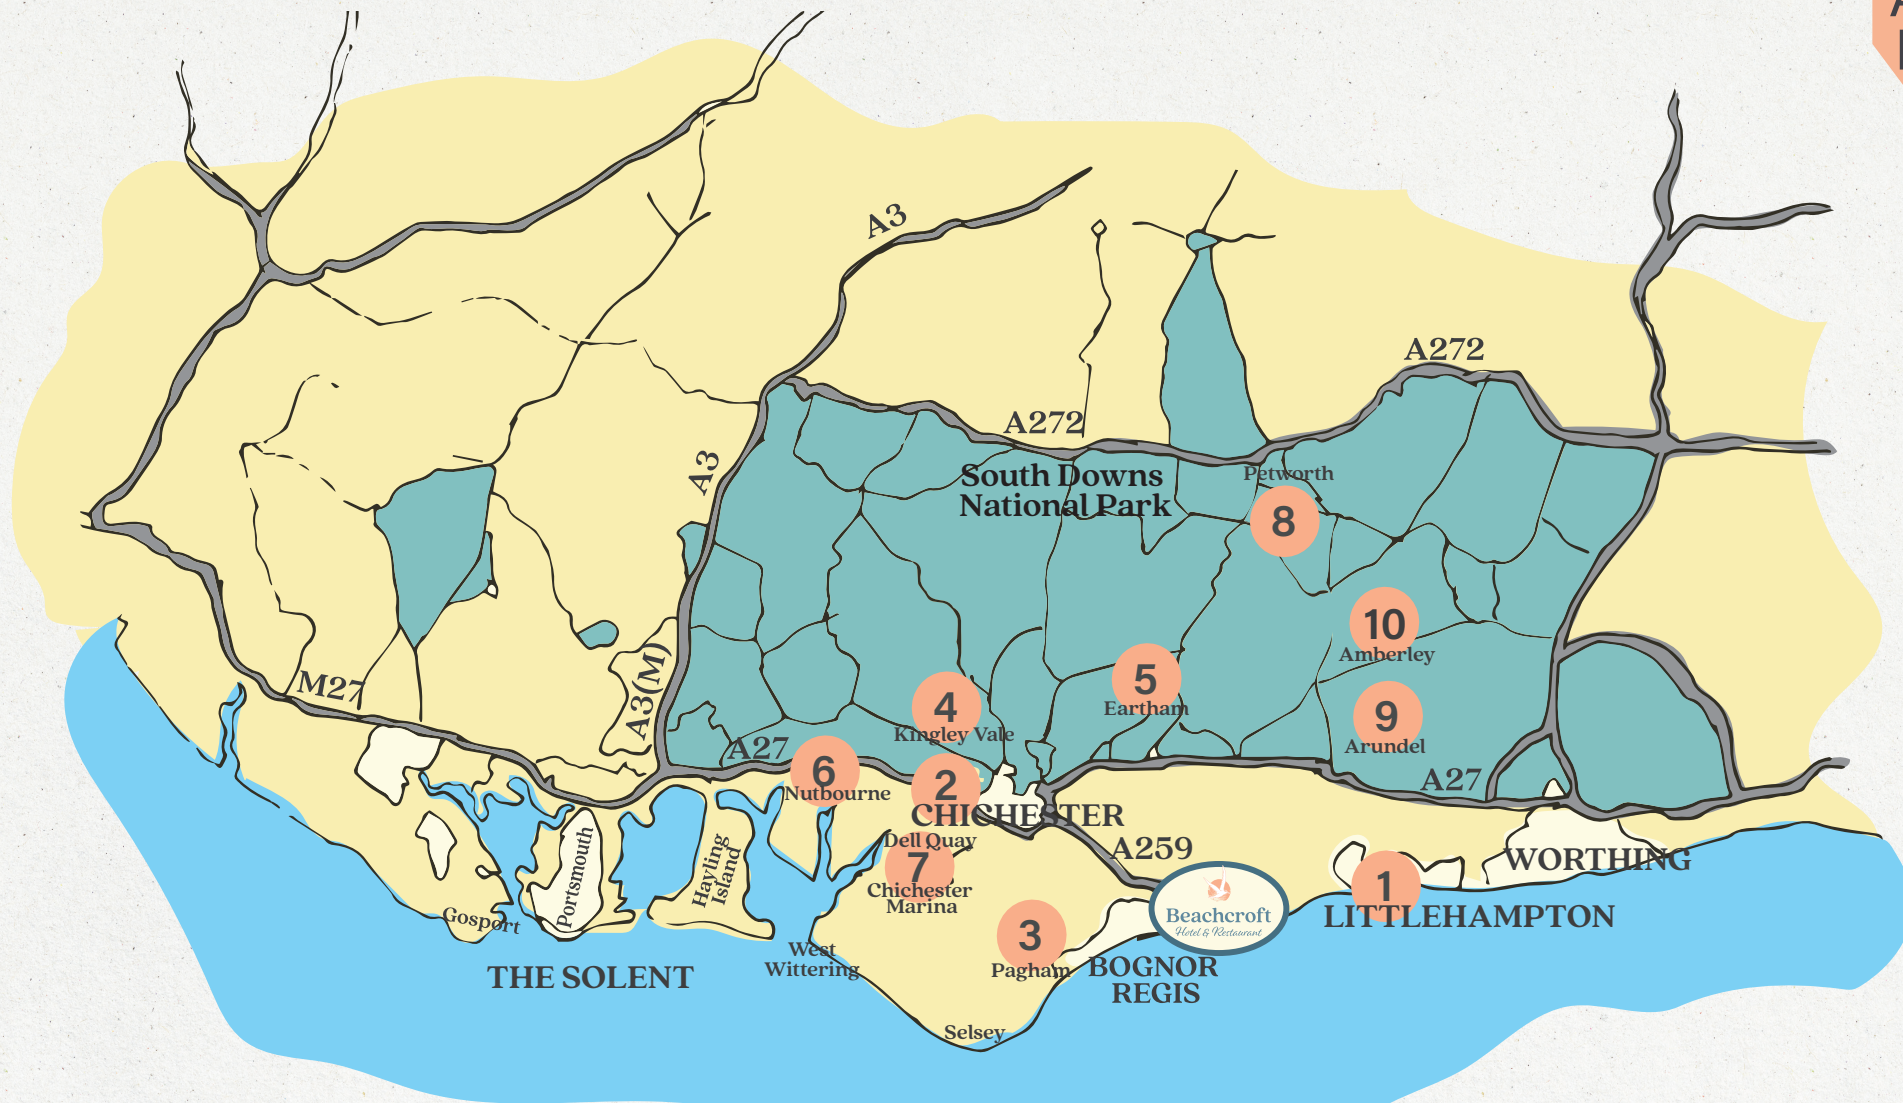 A3
A272
A272
A3
South Downs
National Park
Petworth
8
10
Amberley
M27
A3(M)
4
Kingley Vale
5
Eartham
9
Arundel
A27
6
Nutbourne
2
CHICHESTER
A27
Dell Quay
7
Chichester
Marina
A259
Portsmouth
Hayling
Island
Gosport
Beachcroft
Hotel & Restaurant
1
LITTLEHAMPTON
WORTHING
3
Pagham
BOGNOR
REGIS
West
Wittering
THE SOLENT
Selsey